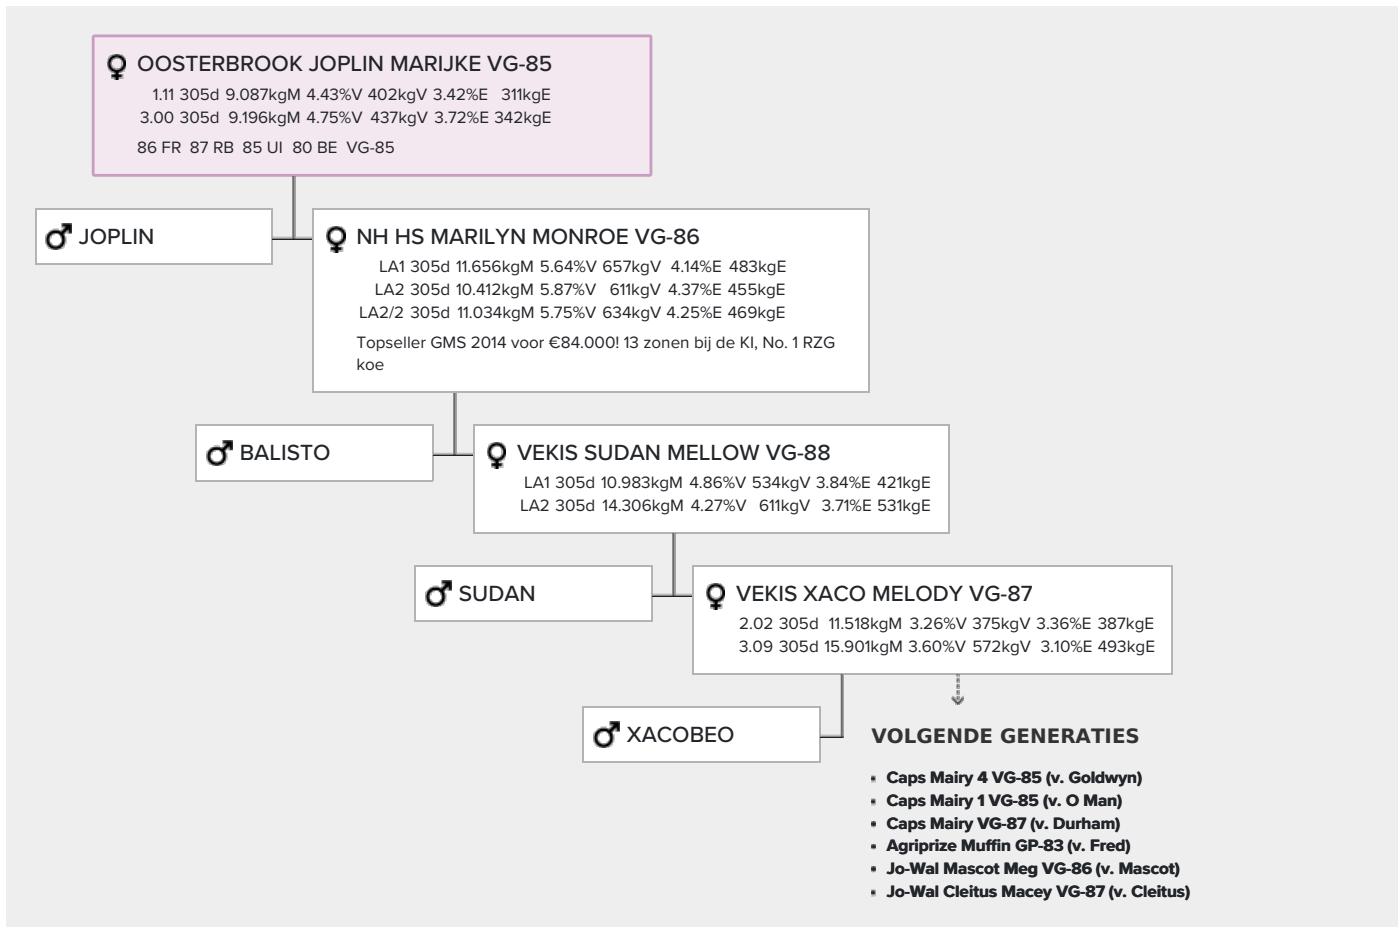 OOSTERBROOK JOPLIN MARIJKE VG-85
1.11 305d 9.087kgM 4.43%V 402kgV 3.42%E 311kgE
3.00 305d 9.196kgM 4.75%V 437kgV 3.72%E 342kgE
86 FR 87 RB 85 UI 80 BE VG-85
JOPLIN
NH HS MARILYN MONROE VG-86
LA1 305d 11.656kgM 5.64%V 657kgV 4.14%E 483kgE
LA2 305d 10.412kgM 5.87%V 611kgV 4.37%E 455kgE
LA2/2 305d 11.034kgM 5.75%V 634kgV 4.25%E 469kgE
Topseller GMS 2014 voor €84.000! 13 zonen bij de KI, No. 1 RZG
koe
BALISTO
VEKIS SUDAN MELLOW VG-88
LA1 305d 10.983kgM 4.86%V 534kgV 3.84%E 421kgE
LA2 305d 14.306kgM 4.27%V 611kgV 3.71%E 531kgE
SUDAN
VEKIS XACO MELODY VG-87
2.02 305d 11.518kgM 3.26%V 375kgV 3.36%E 387kgE
3.09 305d 15.901kgM 3.60%V 572kgV 3.10%E 493kgE
XACOBEO
VOLGENDE GENERATIES
▪ Caps Mairy 4 VG-85 (v. Goldwyn)
▪ Caps Mairy 1 VG-85 (v. O Man)
▪ Caps Mairy VG-87 (v. Durham)
▪ Agriprize Muffin GP-83 (v. Fred)
▪ Jo-Wal Mascot Meg VG-86 (v. Mascot)
▪ Jo-Wal Cleitus Macey VG-87 (v. Cleitus)